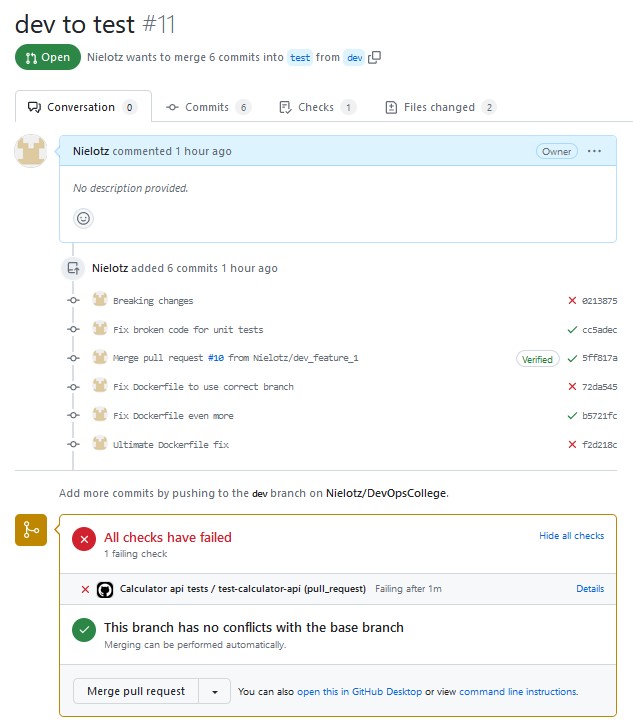 dev to test #11
Open Nielotz wants to merge 6 commits into test from dev
Conversation 0 Commits 6 Checks 1 Files changed 2
Nielotz commented 1 hour ago Owner ...
No description provided.
Nielotz added 6 commits 1 hour ago
Breaking changes 0213875
Fix broken code for unit tests cc5adec
Merge pull request #10 from Nielotz/dev_feature_1 Verified 5ff817a
Fix Dockerfile to use correct branch 72da545
Fix Dockerfile even more b5721fc
Ultimate Dockerfile fix f2d218c
Add more commits by pushing to the dev branch on Nielotz/DevOpsCollege.
All checks have failed Hide all checks
1 failing check
Calculator api tests / test-calculator-api (pull_request) Failing after 1m Details
This branch has no conflicts with the base branch
Merging can be performed automatically.
Merge pull request You can also open this in GitHub Desktop or view command line instructions.